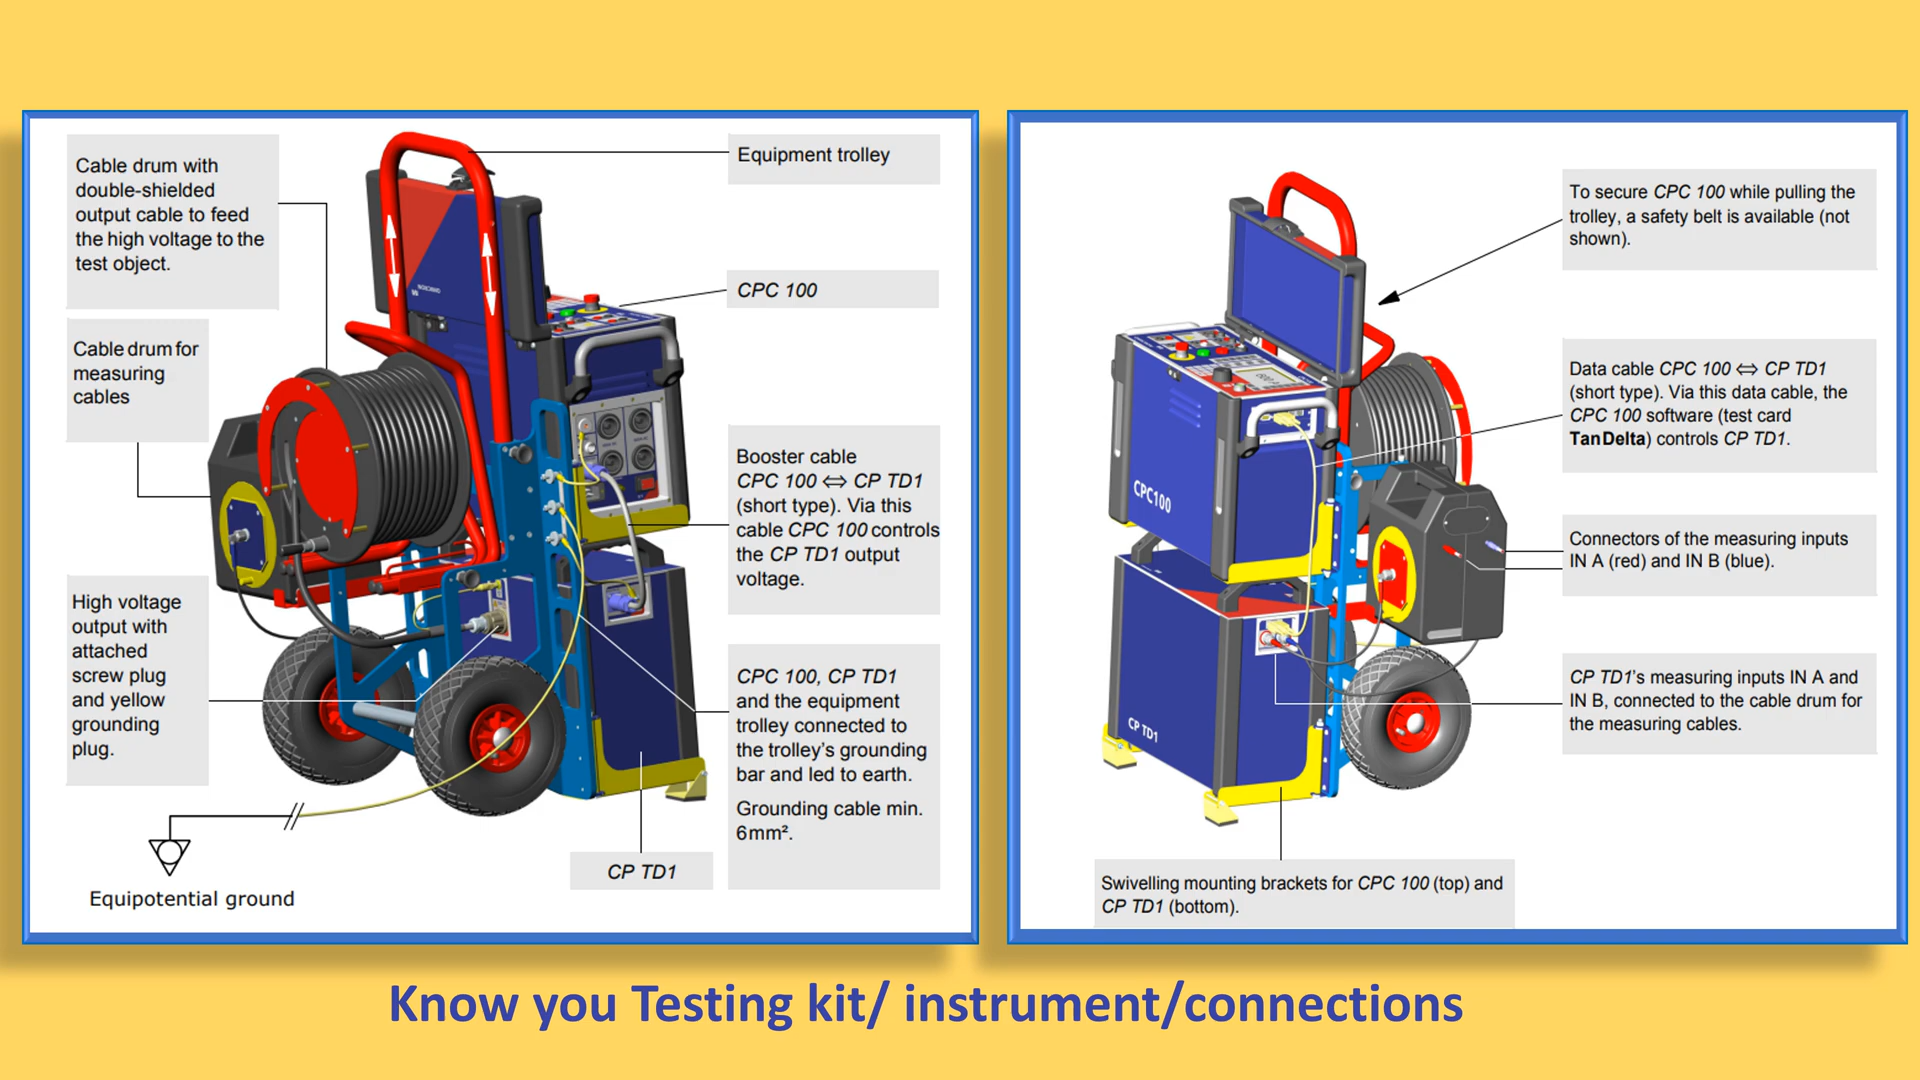 Cable drum with
double-shielded
output cable to feed
the high voltage to the
test object.
Equipment trolley
CPC 100
Cable drum for
measuring
cables
Booster cable
CPC 100 ⇔ CP TD1
(short type). Via this
cable CPC 100 controls
the CP TD1 output
voltage.
High voltage
output with
attached
screw plug
and yellow
grounding
plug.
CPC 100, CP TD1
and the equipment
trolley connected to
the trolley's grounding
bar and led to earth.
Grounding cable min.
6mm².
CP TD1
Equipotential ground
To secure CPC 100 while pulling the
trolley, a safety belt is available (not
shown).
Data cable CPC 100 ⇔ CP TD1
(short type). Via this data cable, the
CPC 100 software (test card
TanDelta) controls CP TD1.
CPC100
Connectors of the measuring inputs
IN A (red) and IN B (blue).
CP TD1's measuring inputs IN A and
IN B, connected to the cable drum for
the measuring cables.
CP TD1
Swivelling mounting brackets for CPC 100 (top) and
CP TD1 (bottom).
Know you Testing kit/ instrument/connections